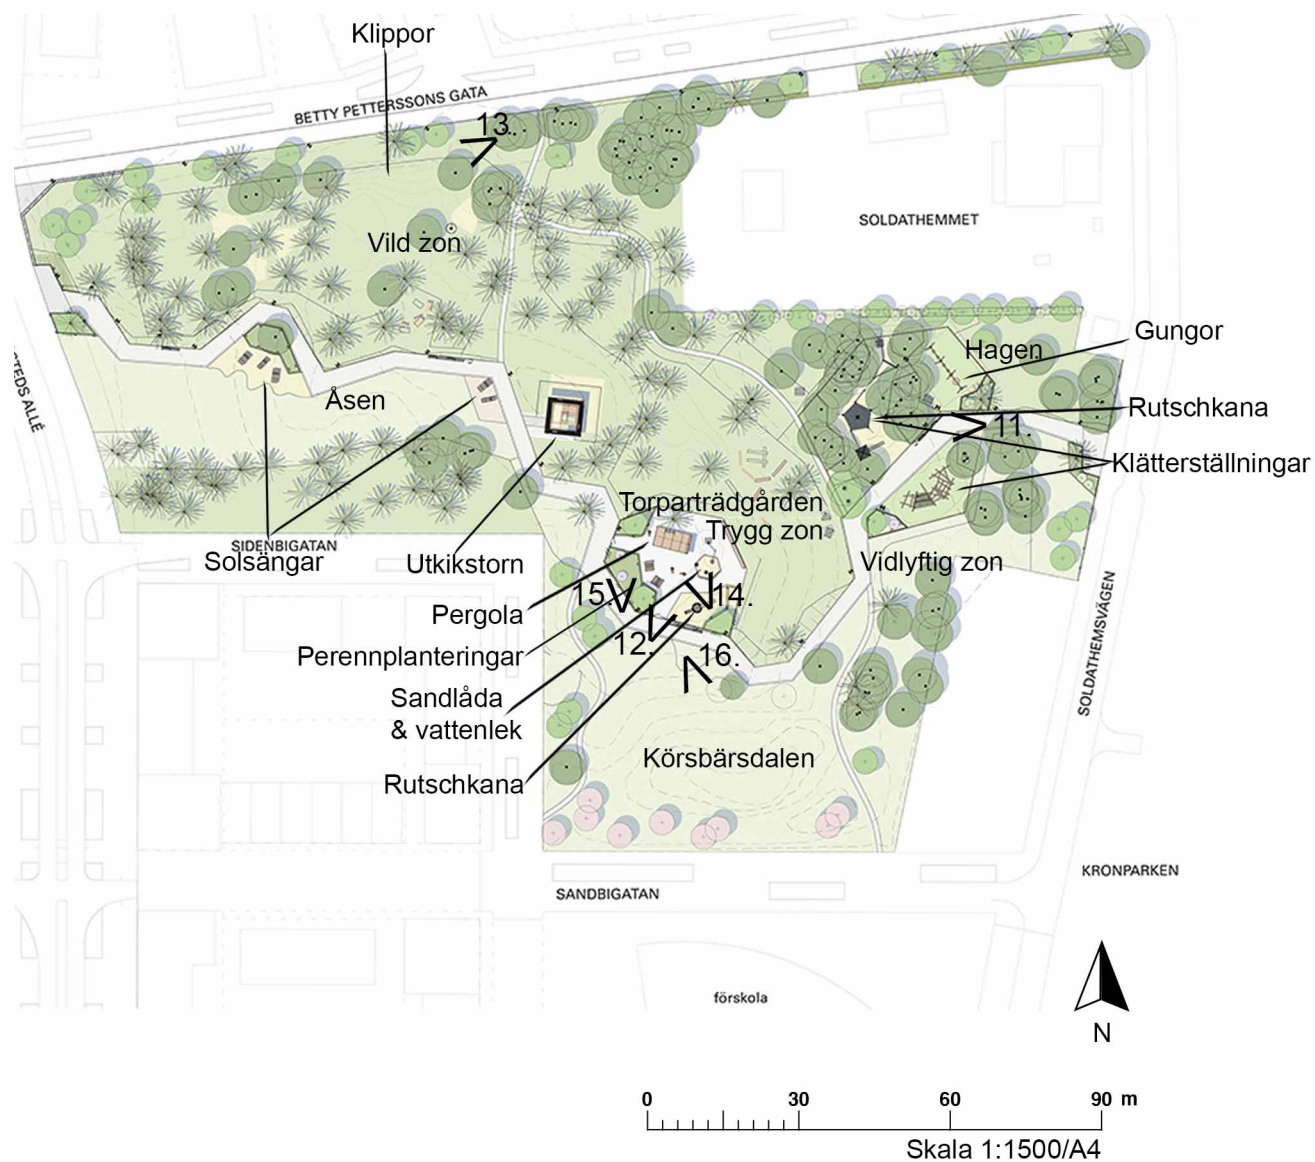 Klippor
BETTY PETTERSSONS GATA
13.
SOLDATHEMMET
Vild zon
Gungor
Hagen
STEDS ALLÉ
Åsen
Rutschkana
11
Klätterställningar
Torparträdgården
Trygg zon
SIDENBIGATAN
Solsängar
Utkikstorn
Vidlyftig zon
15.
14.
Pergola
12.
Perennplanteringar
16.
SOLDATHEMSVÄGEN
Sandlåda
& vattenlek
Körsbärsdalen
Rutschkana
KRONPARKEN
SANDBIGATAN
förskola
N
0 30 60 90 m
Skala 1:1500/A4